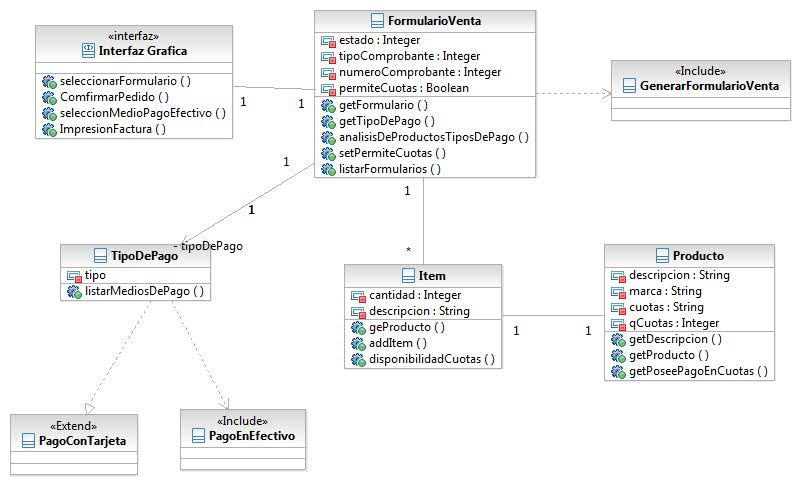 «interfaz»
Interfaz Grafica
seleccionarFormulario ( )
ComfirmarPedido ( )
seleccionMedioPagoEfectivo ( )
ImpresionFactura ( )
FormularioVenta
estado : Integer
tipoComprobante : Integer
numeroComprobante : Integer
permiteCuotas : Boolean
getFormulario ( )
getTipoDePago ( )
analisisDeProductosTiposDePago ( )
setPermiteCuotas ( )
listarFormularios ( )
«Include»
GenerarFormularioVenta
1
1
1
1
- tipoDePago
1
*
TipoDePago
tipo
listarMediosDePago ( )
Item
cantidad : Integer
descripcion : String
geProducto ( )
addItem ( )
disponibilidadCuotas ( )
1
1
Producto
descripcion : String
marca : String
cuotas : String
qCuotas : Integer
getDescripcion ( )
getProducto ( )
getPoseePagoEnCuotas ( )
«Extend»
PagoConTarjeta
«Include»
PagoEnEfectivo